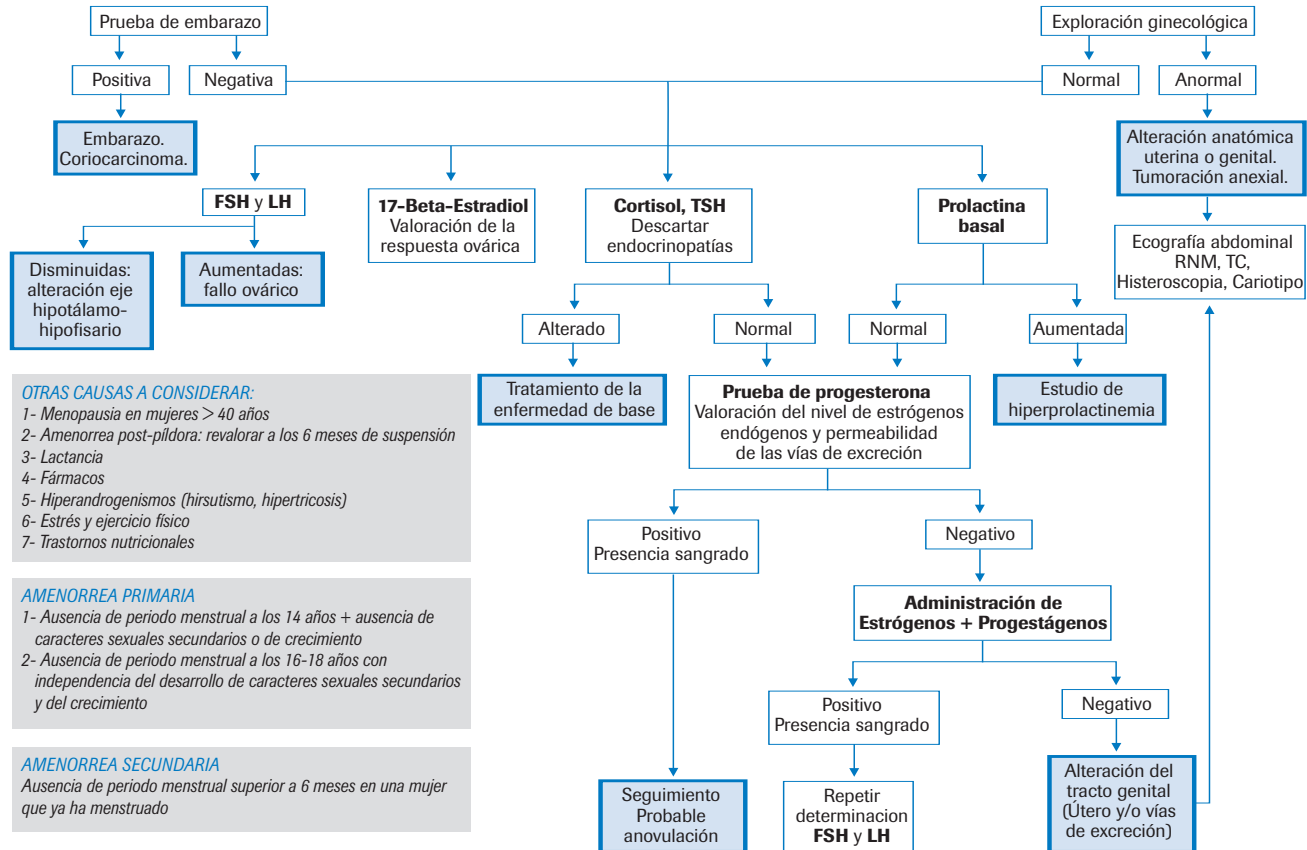 Prueba de embarazo
Exploración ginecológica
Positiva
Negativa
Normal
Anormal
Embarazo.
Coriocarcinoma.
Alteración anatómica
uterina o genital.
Tumoración anexial.
FSH y LH
17-Beta-Estradiol
Valoración de la
respuesta ovárica
Cortisol, TSH
Descartar
endocrinopatías
Prolactina
basal
Ecografía abdominal
RNM, TC,
Histeroscopia, Cariotipo
Disminuidas:
alteración eje
hipotálamo-
hipofisario
Aumentadas:
fallo ovárico
Alterado
Normal
Normal
Aumentada
Tratamiento de la
enfermedad de base
Prueba de progesterona
Valoración del nivel de estrógenos
endógenos y permeabilidad
de las vías de excreción
Estudio de
hiperprolactinemia
OTRAS CAUSAS A CONSIDERAR:
1- Menopausia en mujeres > 40 años
2- Amenorrea post-píldora: revalorar a los 6 meses de suspensión
3- Lactancia
4- Fármacos
5- Hiperandrogenismos (hirsutismo, hipertricosis)
6- Estrés y ejercicio físico
7- Trastornos nutricionales
Positivo
Presencia sangrado
Negativo
AMENORREA PRIMARIA
1- Ausencia de periodo menstrual a los 14 años + ausencia de
caracteres sexuales secundarios o de crecimiento
2- Ausencia de periodo menstrual a los 16-18 años con
independencia del desarrollo de caracteres sexuales secundarios
y del crecimiento
Administración de
Estrógenos + Progestágenos
Positivo
Presencia sangrado
Negativo
AMENORREA SECUNDARIA
Ausencia de periodo menstrual superior a 6 meses en una mujer
que ya ha menstruado
Seguimiento
Probable
anovulación
Repetir
determinacion
FSH y LH
Alteración del
tracto genital
(Útero y/o vías
de excreción)